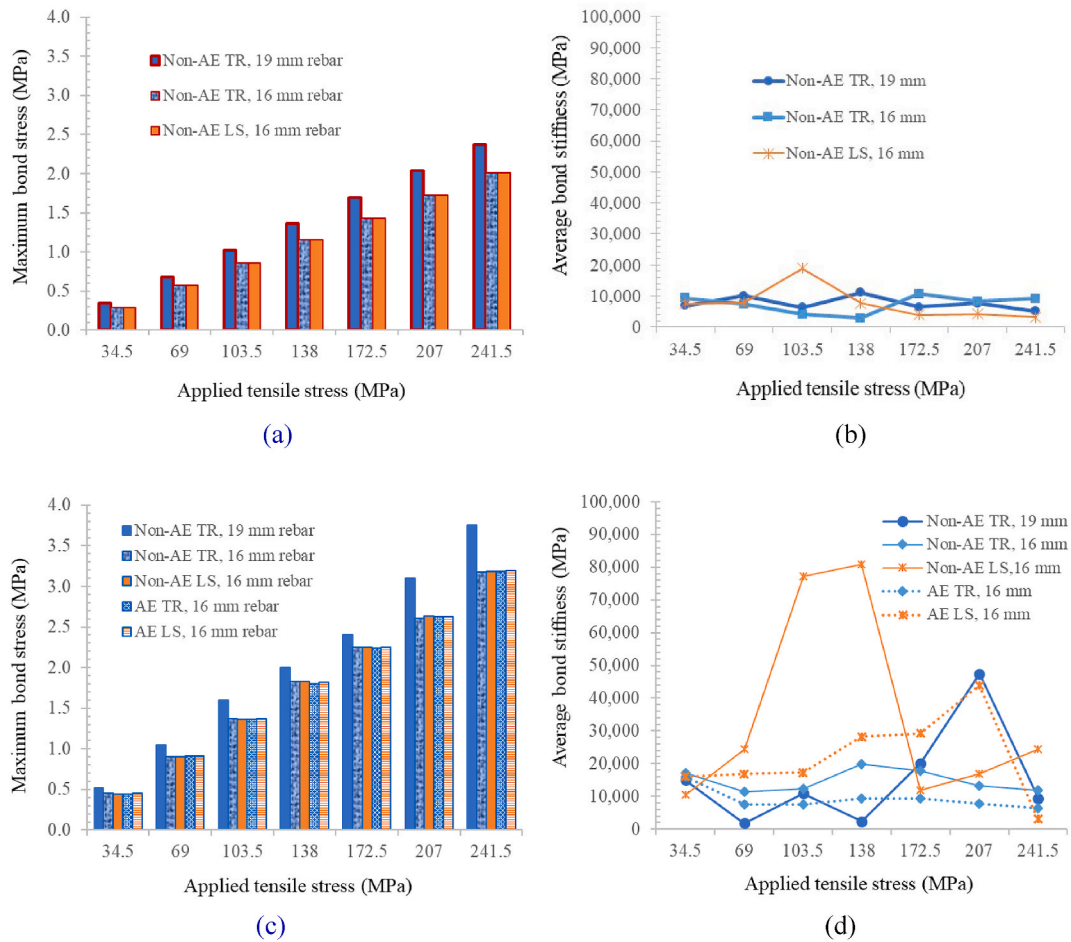 Maximum bond stress (MPa)
4.0
3.5
3.0
2.5
2.0
1.5
1.0
0.5
0.0
Non-AE TR, 19 mm rebar
Non-AE TR, 16 mm rebar
Non-AE LS, 16 mm rebar
34.5 69 103.5 138 172.5 207 241.5
Applied tensile stress (MPa)
(a)
Average bond stiffness (MPa)
100,000
90,000
80,000
70,000
60,000
50,000
40,000
30,000
20,000
10,000
0
Non-AE TR, 19 mm
Non-AE TR, 16 mm
Non-AE LS, 16 mm
34.5 69 103.5 138 172.5 207 241.5
Applied tensile stress (MPa)
(b)
Maximum bond stress (MPa)
4.0
3.5
3.0
2.5
2.0
1.5
1.0
0.5
0.0
Non-AE TR, 19 mm rebar
Non-AE TR, 16 mm rebar
Non-AE LS, 16 mm rebar
AE TR, 16 mm rebar
AE LS, 16 mm rebar
34.5 69 103.5 138 172.5 207 241.5
Applied tensile stress (MPa)
(c)
Average bond stiffness (MPa)
100,000
90,000
80,000
70,000
60,000
50,000
40,000
30,000
20,000
10,000
0
Non-AE TR, 19 mm
Non-AE TR, 16 mm
Non-AE LS,16 mm
AE TR, 16 mm
AE LS, 16 mm
34.5 69 103.5 138 172.5 207 241.5
Applied tensile stress (MPa)
(d)